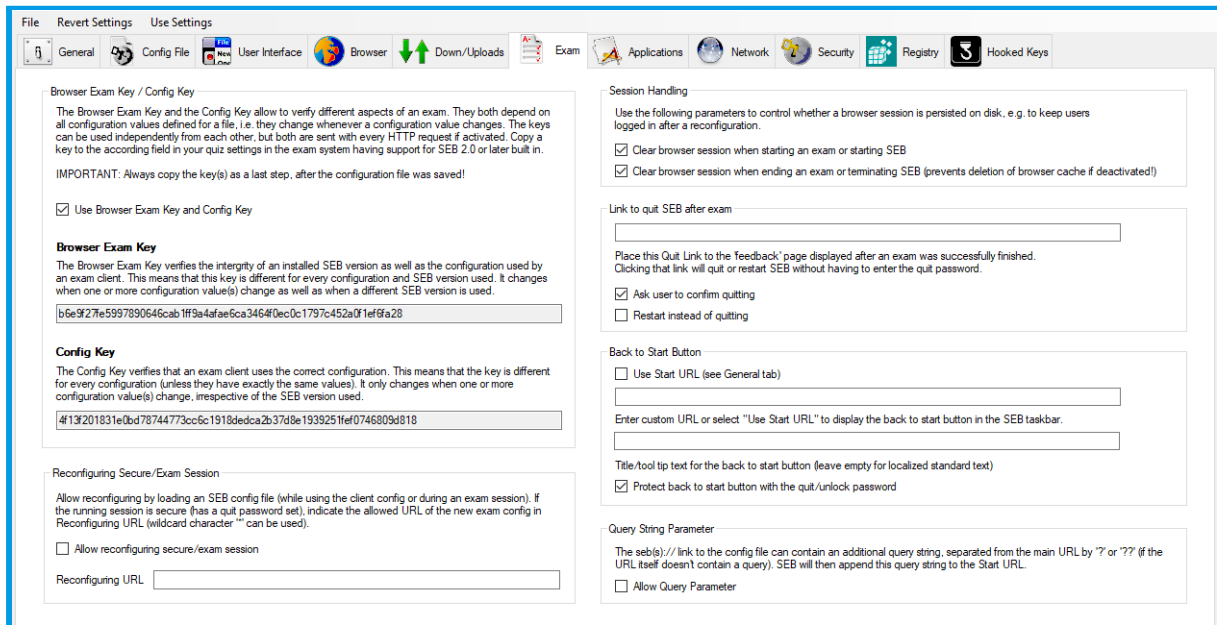 File Revert Settings Use Settings
General Config File User Interface Browser Down/Uploads Exam Applications Network Security Registry Hooked Keys
Browser Exam Key / Config Key
The Browser Exam Key and the Config Key allow to verify different aspects of an exam. They both depend on
all configuration values defined for a file, i.e. they change whenever a configuration value changes. The keys
can be used independently from each other, but both are sent with every HTTP request if activated. Copy a
key to the according field in your quiz settings in the exam system having support for SEB 2.0 or later built in.
IMPORTANT: Always copy the key(s) as a last step, after the configuration file was saved!
Use Browser Exam Key and Config Key
Browser Exam Key
The Browser Exam Key verifies the intergrity of an installed SEB version as well as the configuration used by
an exam client. This means that this key is different for every configuration and SEB version used. It changes
when one or more configuration value(s) change as well as when a different SEB version is used.
b6e9f27fe5997890646cab1ff9a4afae6ca3464f0ec0c1797c452a0f1ef6fa28
Config Key
The Config Key verifies that an exam client uses the correct configuration. This means that the key is different
for every configuration (unless they have exactly the same values). It only changes when one or more
configuration value(s) change, irrespective of the SEB version used.
4f13f201831e0bd78744773cc6c1918dedca2b37d8e1939251fef0746809d818
Reconfiguring Secure/Exam Session
Allow reconfiguring by loading an SEB config file (while using the client config or during an exam session). If
the running session is secure (has a quit password set), indicate the allowed URL of the new exam config in
Reconfiguring URL (wildcard character '*' can be used).
Allow reconfiguring secure/exam session
Reconfiguring URL
Session Handling
Use the following parameters to control whether a browser session is persisted on disk, e.g. to keep users
logged in after a reconfiguration.
Clear browser session when starting an exam or starting SEB
Clear browser session when ending an exam or terminating SEB (prevents deletion of browser cache if deactivated!)
Link to quit SEB after exam
Place this Quit Link to the 'feedback' page displayed after an exam was successfully finished.
Clicking that link will quit or restart SEB without having to enter the quit password.
Ask user to confirm quitting
Restart instead of quitting
Back to Start Button
Use Start URL (see General tab)
Enter custom URL or select "Use Start URL" to display the back to start button in the SEB taskbar.
Title/tool tip text for the back to start button (leave empty for localized standard text)
Protect back to start button with the quit/unlock password
Query String Parameter
The seb(s):// link to the config file can contain an additional query string, separated from the main URL by '?' or '??' (if the
URL itself doesn't contain a query). SEB will then append this query string to the Start URL.
Allow Query Parameter